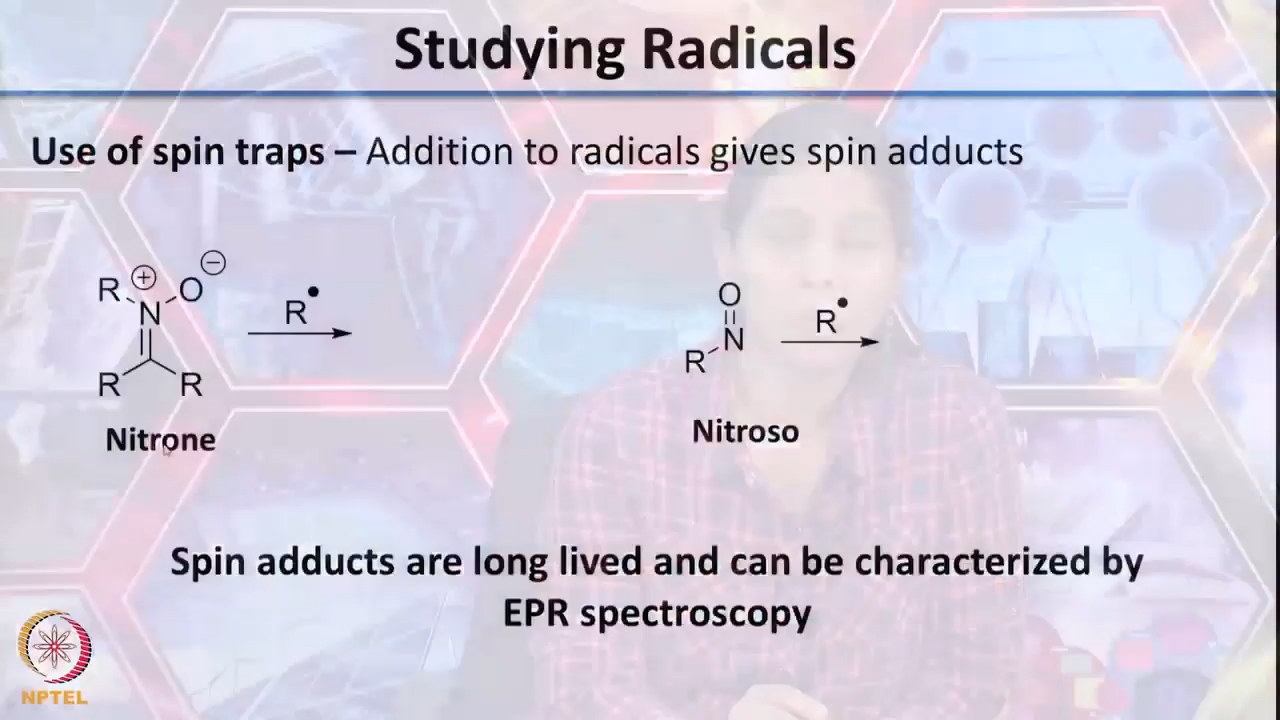 Studying Radicals
Use of spin traps – Addition to radicals gives spin adducts
R ⊕ N O ⊖
R R
R•
Nitrone
O
N
R
R•
Nitroso
Spin adducts are long lived and can be characterized by
EPR spectroscopy
NPTEL